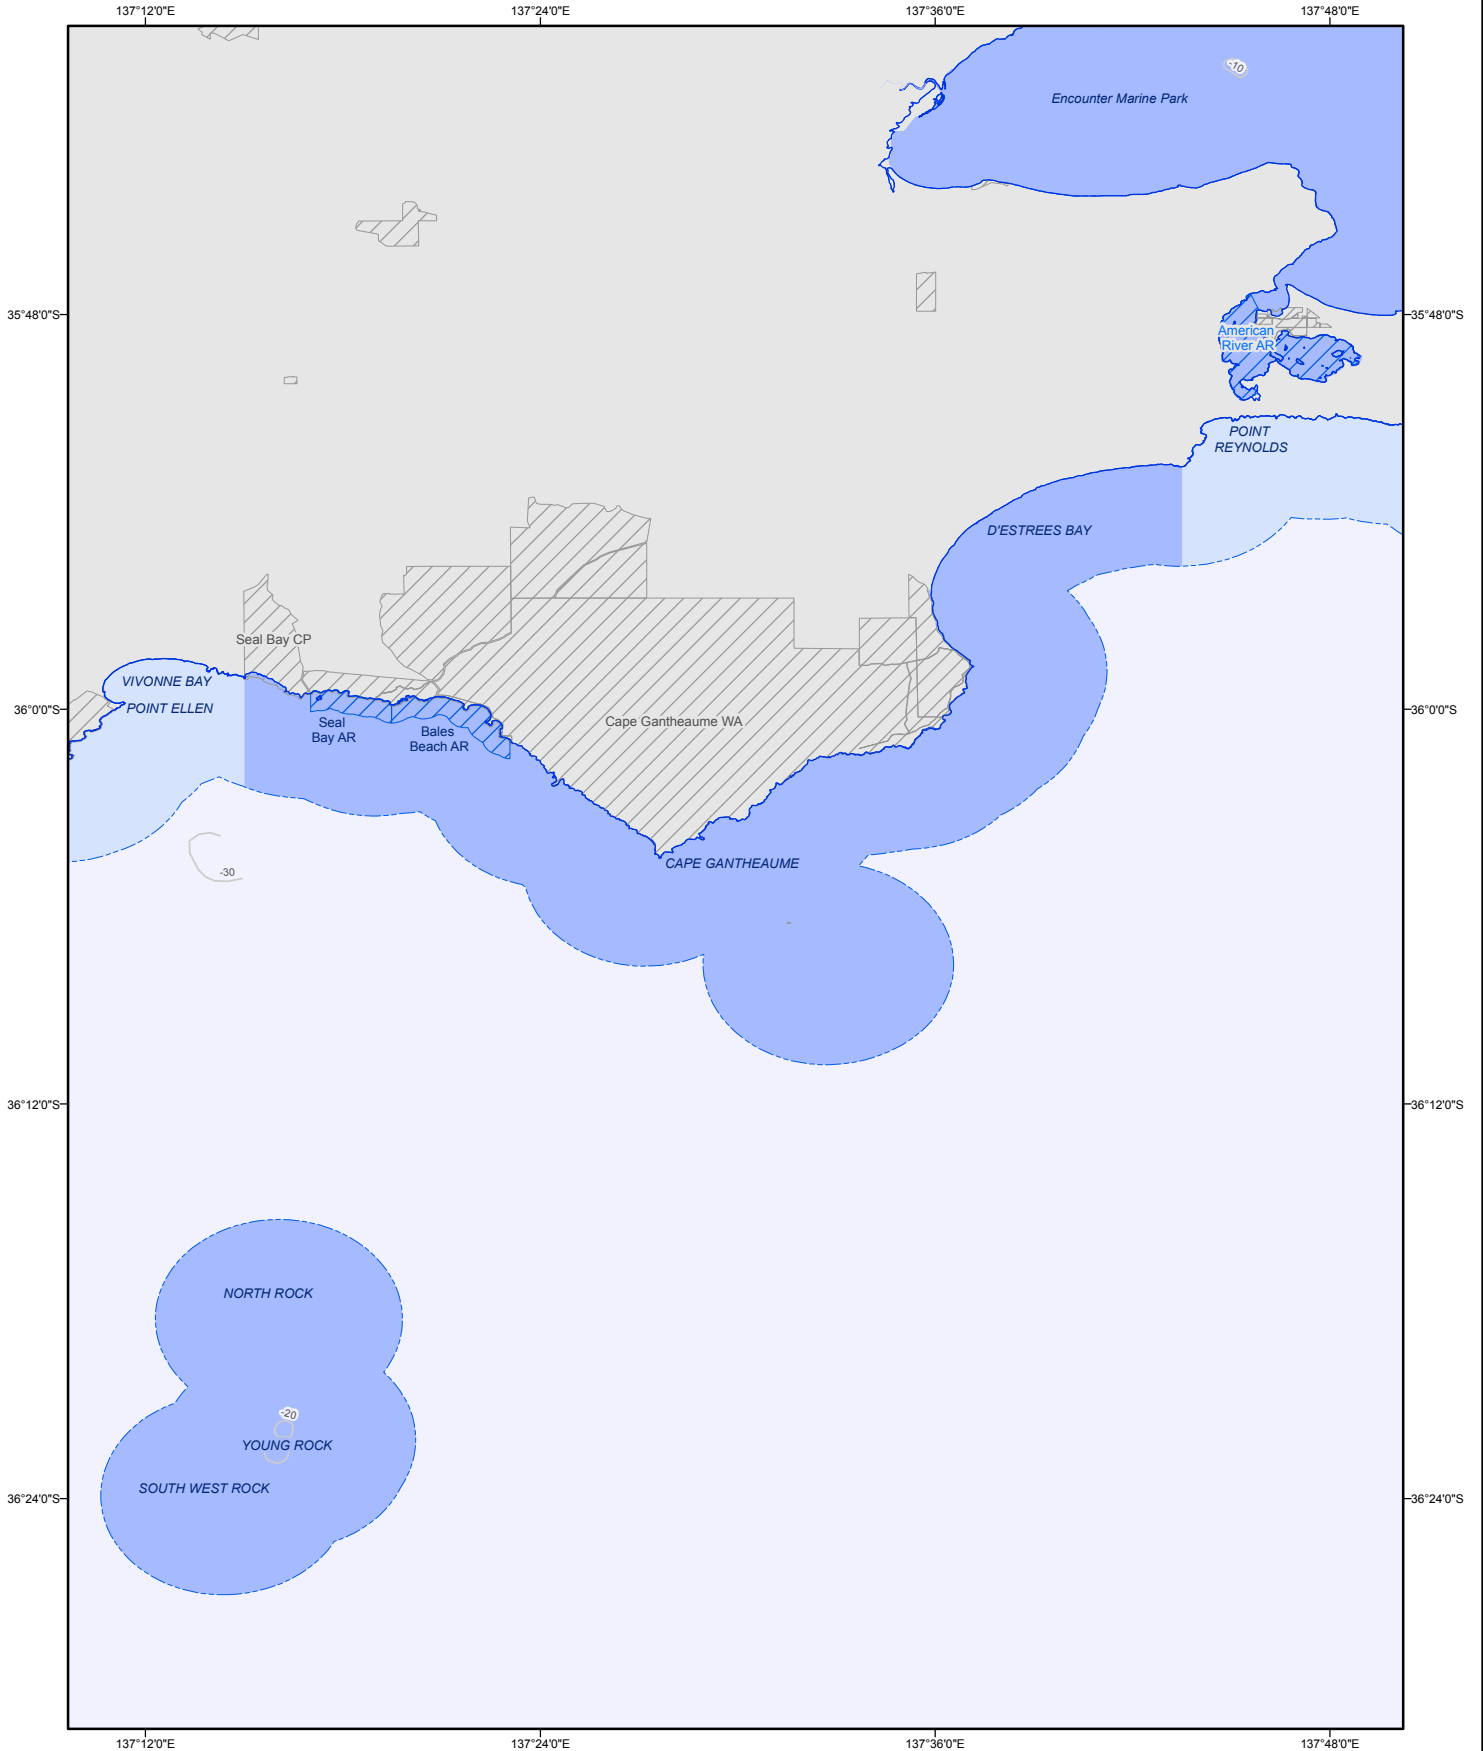 137°12'0"E
137°24'0"E
137°36'0"E
137°48'0"E
-10
Encounter Marine Park
35°48'0"S
35°48'0"S
American
River AR
POINT
REYNOLDS
D'ESTREES BAY
Seal Bay CP
VIVONNE BAY
POINT ELLEN
36°0'0"S
36°0'0"S
Seal
Bay AR
Bales
Beach AR
Cape Gantheaume WA
CAPE GANTHEAUME
-30
36°12'0"S
36°12'0"S
NORTH ROCK
-20
YOUNG ROCK
SOUTH WEST ROCK
36°24'0"S
36°24'0"S
137°12'0"E
137°24'0"E
137°36'0"E
137°48'0"E